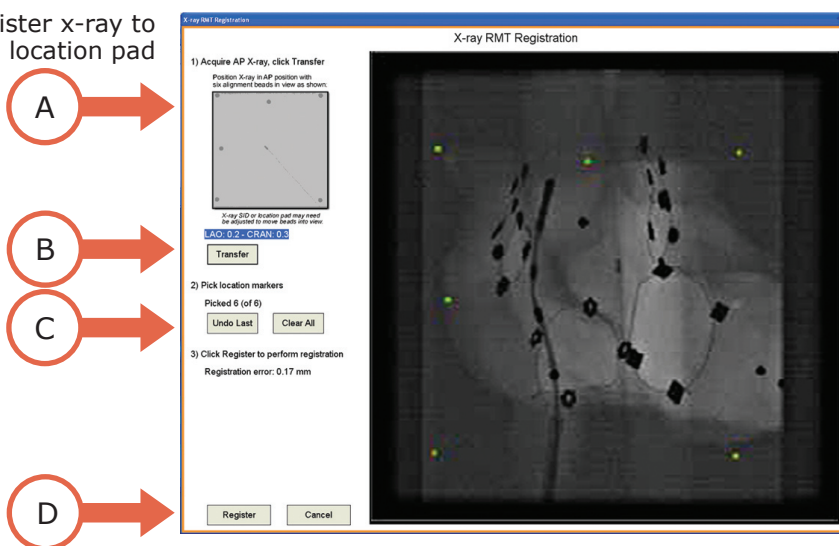 ister x-ray to
location pad
A
B
C
D
X-ray RMT Registration
X-ray RMT Registration
1) Acquire AP X-ray, click Transfer
Position X-ray in AP position with
six alignment beads in view as shown:
X-ray SID or location pad may need
be adjusted to move beads into view.
LAO: 0.2 - CRAN: 0.3
Transfer
2) Pick location markers
Picked 6 (of 6)
Undo Last
Clear All
3) Click Register to perform registration
Registration error: 0.17 mm
Register
Cancel